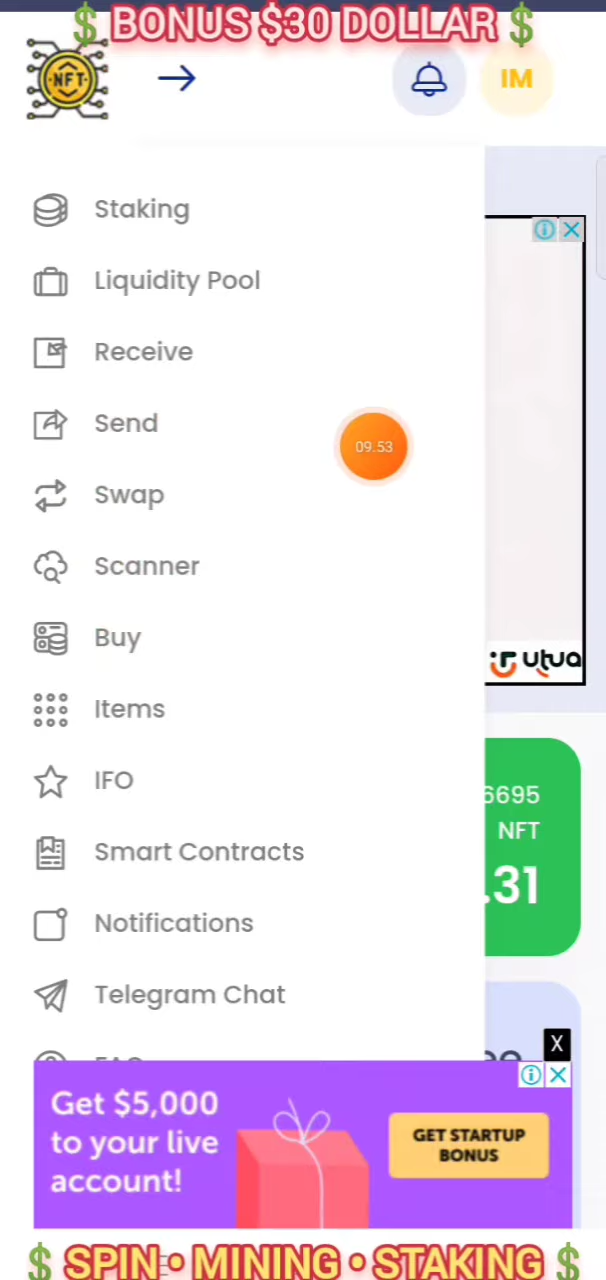 $ BONUS $30 DOLLAR $
NFT
IM
Staking
Liquidity Pool
Receive
Send
09.53
Swap
Scanner
Buy
utua
Items
IFO
6695
NFT
.31
Smart Contracts
Notifications
Telegram Chat
FAQ
X
Get $5,000
to your live
account!
GET STARTUP
BONUS
$ SPIN • MINING • STAKING $